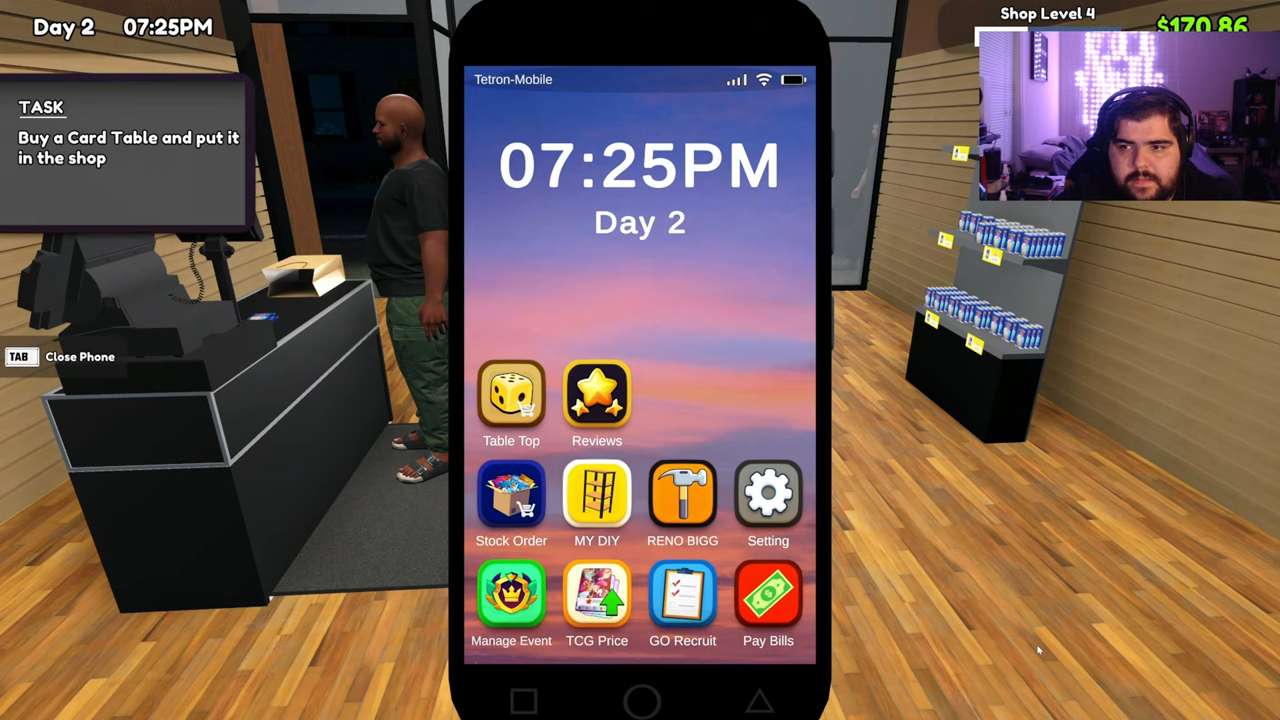 Day 2 07:25PM
Shop Level 4
$170.86
TASK
Buy a Card Table and put it
in the shop
TAB Close Phone
Tetron-Mobile
07:25PM
Day 2
Table Top
Reviews
Stock Order
MY DIY
RENO BIGG
Setting
Manage Event
TCG Price
GO Recruit
Pay Bills